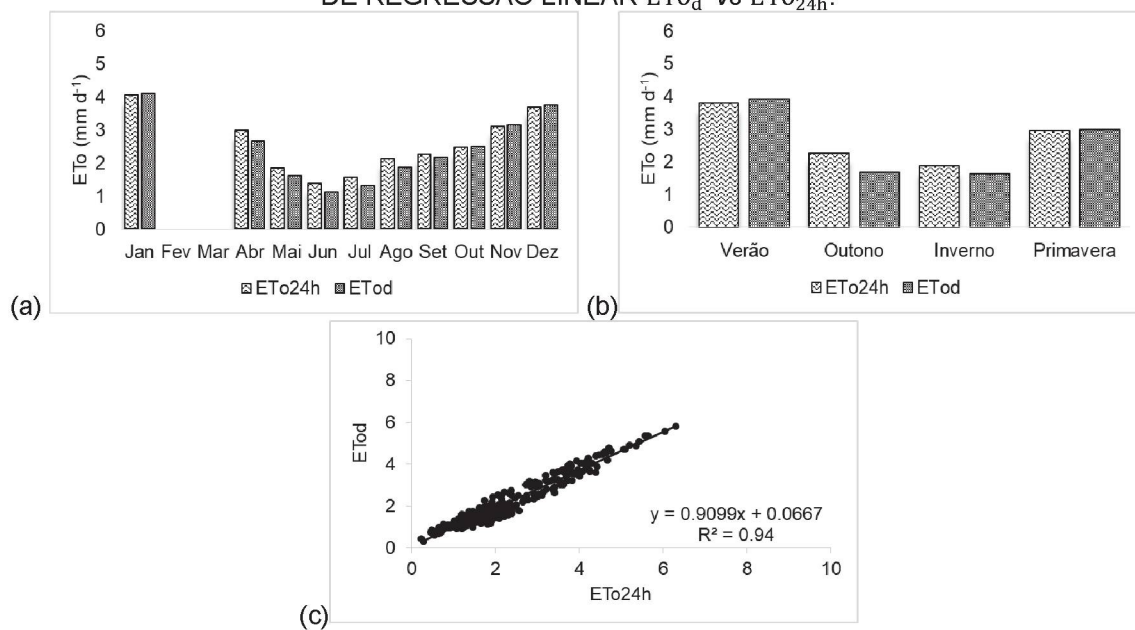 DE REGRESSÃO LINEAR ETo_d vs ETo_24h.
6
5
4
3
2
1
0
ETo (mm d⁻¹)
Jan Fev Mar Abr Mai Jun Jul Ago Set Out Nov Dez
ETo24h ETod
(a)
6
5
4
3
2
1
0
ETo (mm d⁻¹)
Verão Outono Inverno Primavera
ETo24h ETod
(b)
10
8
6
4
2
0
ETod
y = 0.9099x + 0.0667
R² = 0.94
0 2 4 6 8 10
ETo24h
(c)